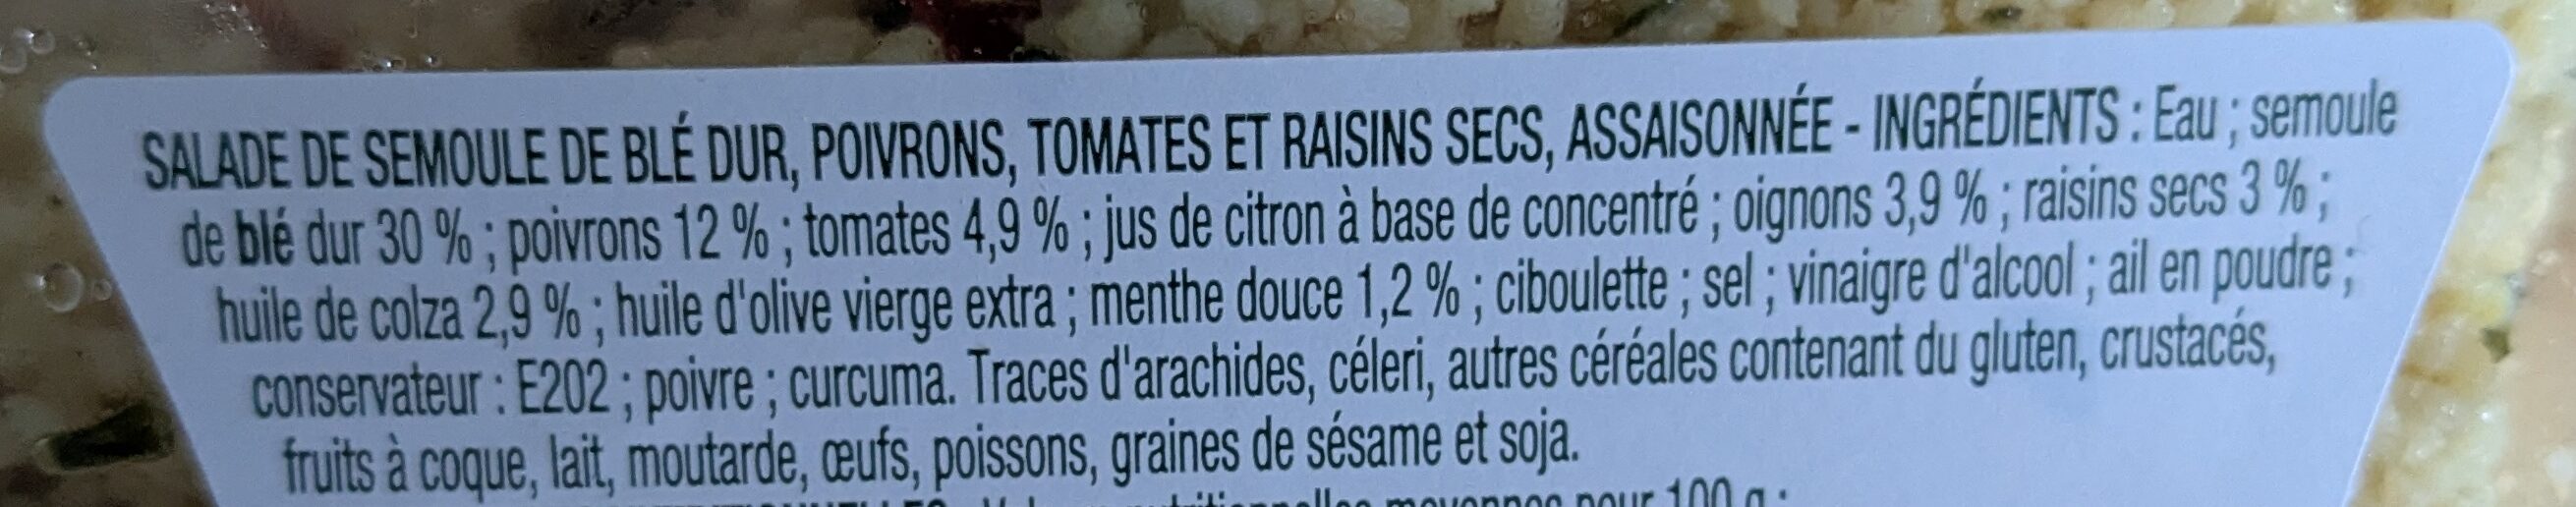 SALADE DE SEMOULE DE BLÉ DUR, POIVRONS, TOMATES ET RAISINS SECS, ASSAISONNÉE - INGRÉDIENTS : Eau ; semoule
de blé dur 30 % ; poivrons 12 % ; tomates 4,9 % ; jus de citron à base de concentré ; oignons 3,9 % ; raisins secs 3 % ;
huile de colza 2,9 % ; huile d'olive vierge extra ; menthe douce 1,2 % ; ciboulette ; sel ; vinaigre d'alcool ; ail en poudre ;
conservateur : E202 ; poivre ; curcuma. Traces d'arachides, céleri, autres céréales contenant du gluten, crustacés,
fruits à coque, lait, moutarde, œufs, poissons, graines de sésame et soja.
moyennes pour 100 g :